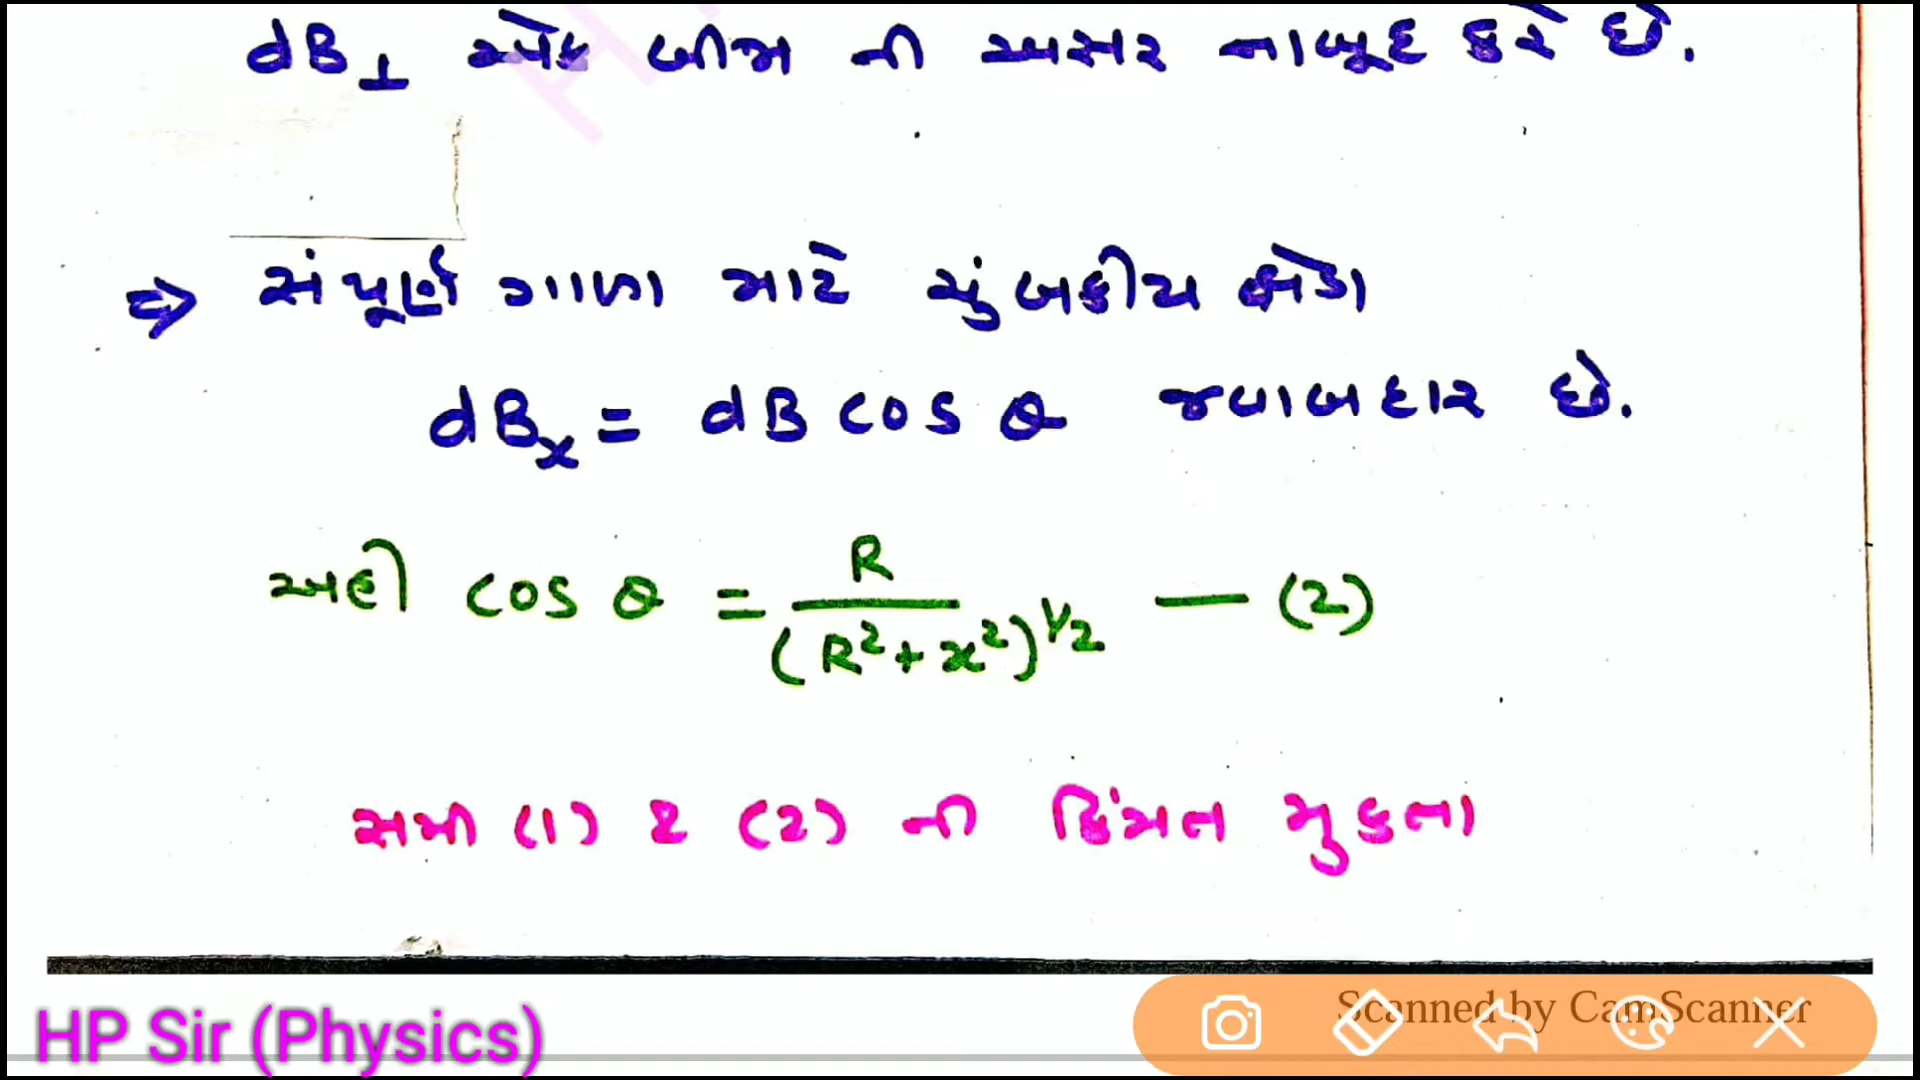 dB⊥ એક બીજા ની અસર નાબૂદ કરે છે.
⇒ સંપૂર્ણ ગાળા માટે ચુંબકીય ક્ષેત્ર
dBx = dB cos θ જવાબદાર છે.
અહી cos θ = R / (R² + x²)^1/2 — (2)
સમી (1) & (2) ની કિંમત મુકતા
Scanned by CamScanner
HP Sir (Physics)